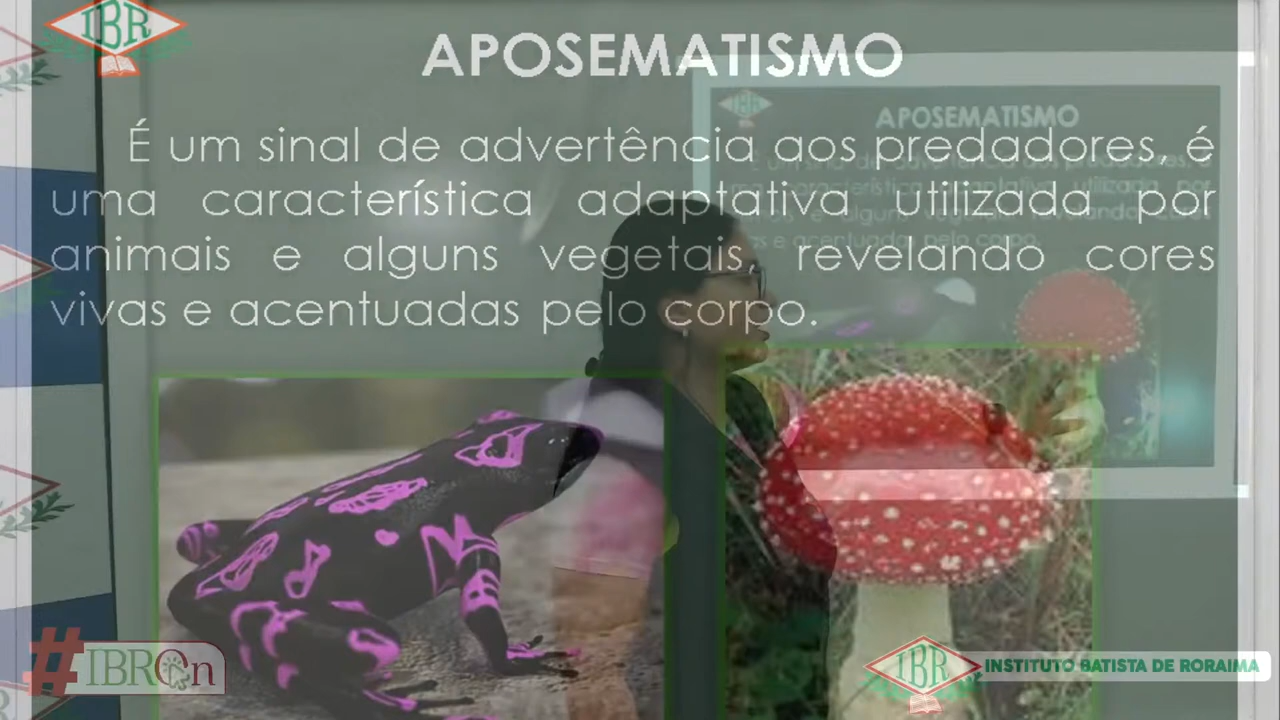 IBR
APOSEMATISMO
É um sinal de advertência aos predadores, é
uma característica adaptativa utilizada por
animais e alguns vegetais, revelando cores
vivas e acentuadas pelo corpo.
APOSEMATISMO
#IBROn
IBR
INSTITUTO BATISTA DE RORAIMA